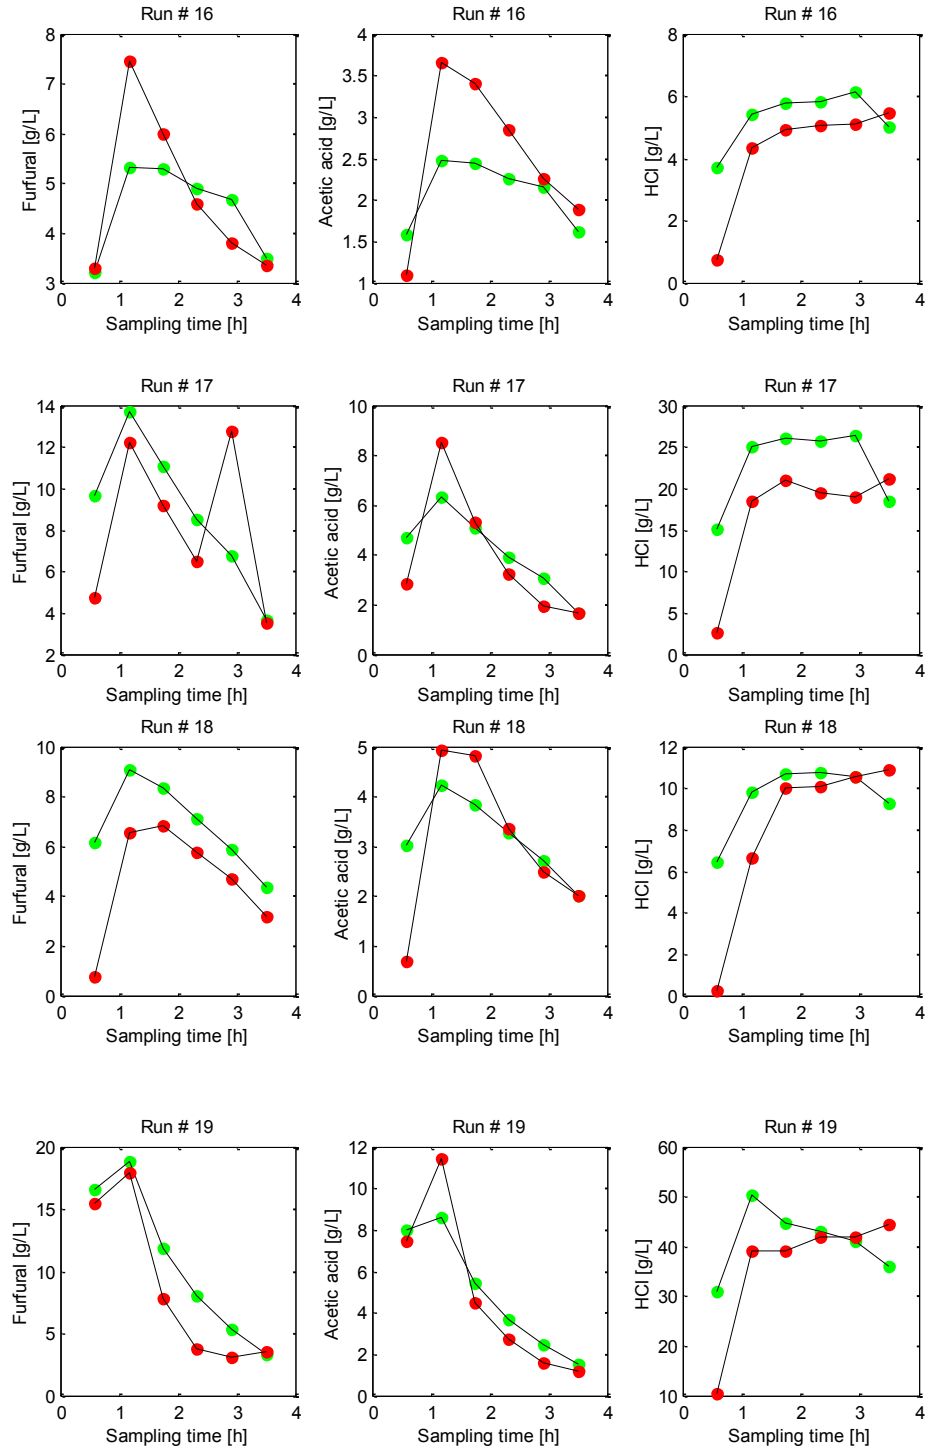 Run # 16
Run # 16
Run # 16
Furfural [g/L]
8
7
6
5
4
3
0 1 2 3 4
Sampling time [h]
Acetic acid [g/L]
4
3.5
3
2.5
2
1.5
1
0 1 2 3 4
Sampling time [h]
HCl [g/L]
8
6
4
2
0
0 1 2 3 4
Sampling time [h]
Run # 17
Run # 17
Run # 17
Furfural [g/L]
14
12
10
8
6
4
2
0 1 2 3 4
Sampling time [h]
Acetic acid [g/L]
10
8
6
4
2
0
0 1 2 3 4
Sampling time [h]
HCl [g/L]
30
25
20
15
10
5
0
0 1 2 3 4
Sampling time [h]
Run # 18
Run # 18
Run # 18
Furfural [g/L]
10
8
6
4
2
0
0 1 2 3 4
Sampling time [h]
Acetic acid [g/L]
5
4
3
2
1
0
0 1 2 3 4
Sampling time [h]
HCl [g/L]
12
10
8
6
4
2
0
0 1 2 3 4
Sampling time [h]
Run # 19
Run # 19
Run # 19
Furfural [g/L]
20
15
10
5
0
0 1 2 3 4
Sampling time [h]
Acetic acid [g/L]
12
10
8
6
4
2
0
0 1 2 3 4
Sampling time [h]
HCl [g/L]
60
50
40
30
20
10
0 1 2 3 4
Sampling time [h]